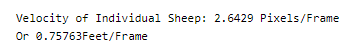 Velocity of Individual Sheep: 2.6429 Pixels/Frame
Or 0.75763Feet/Frame